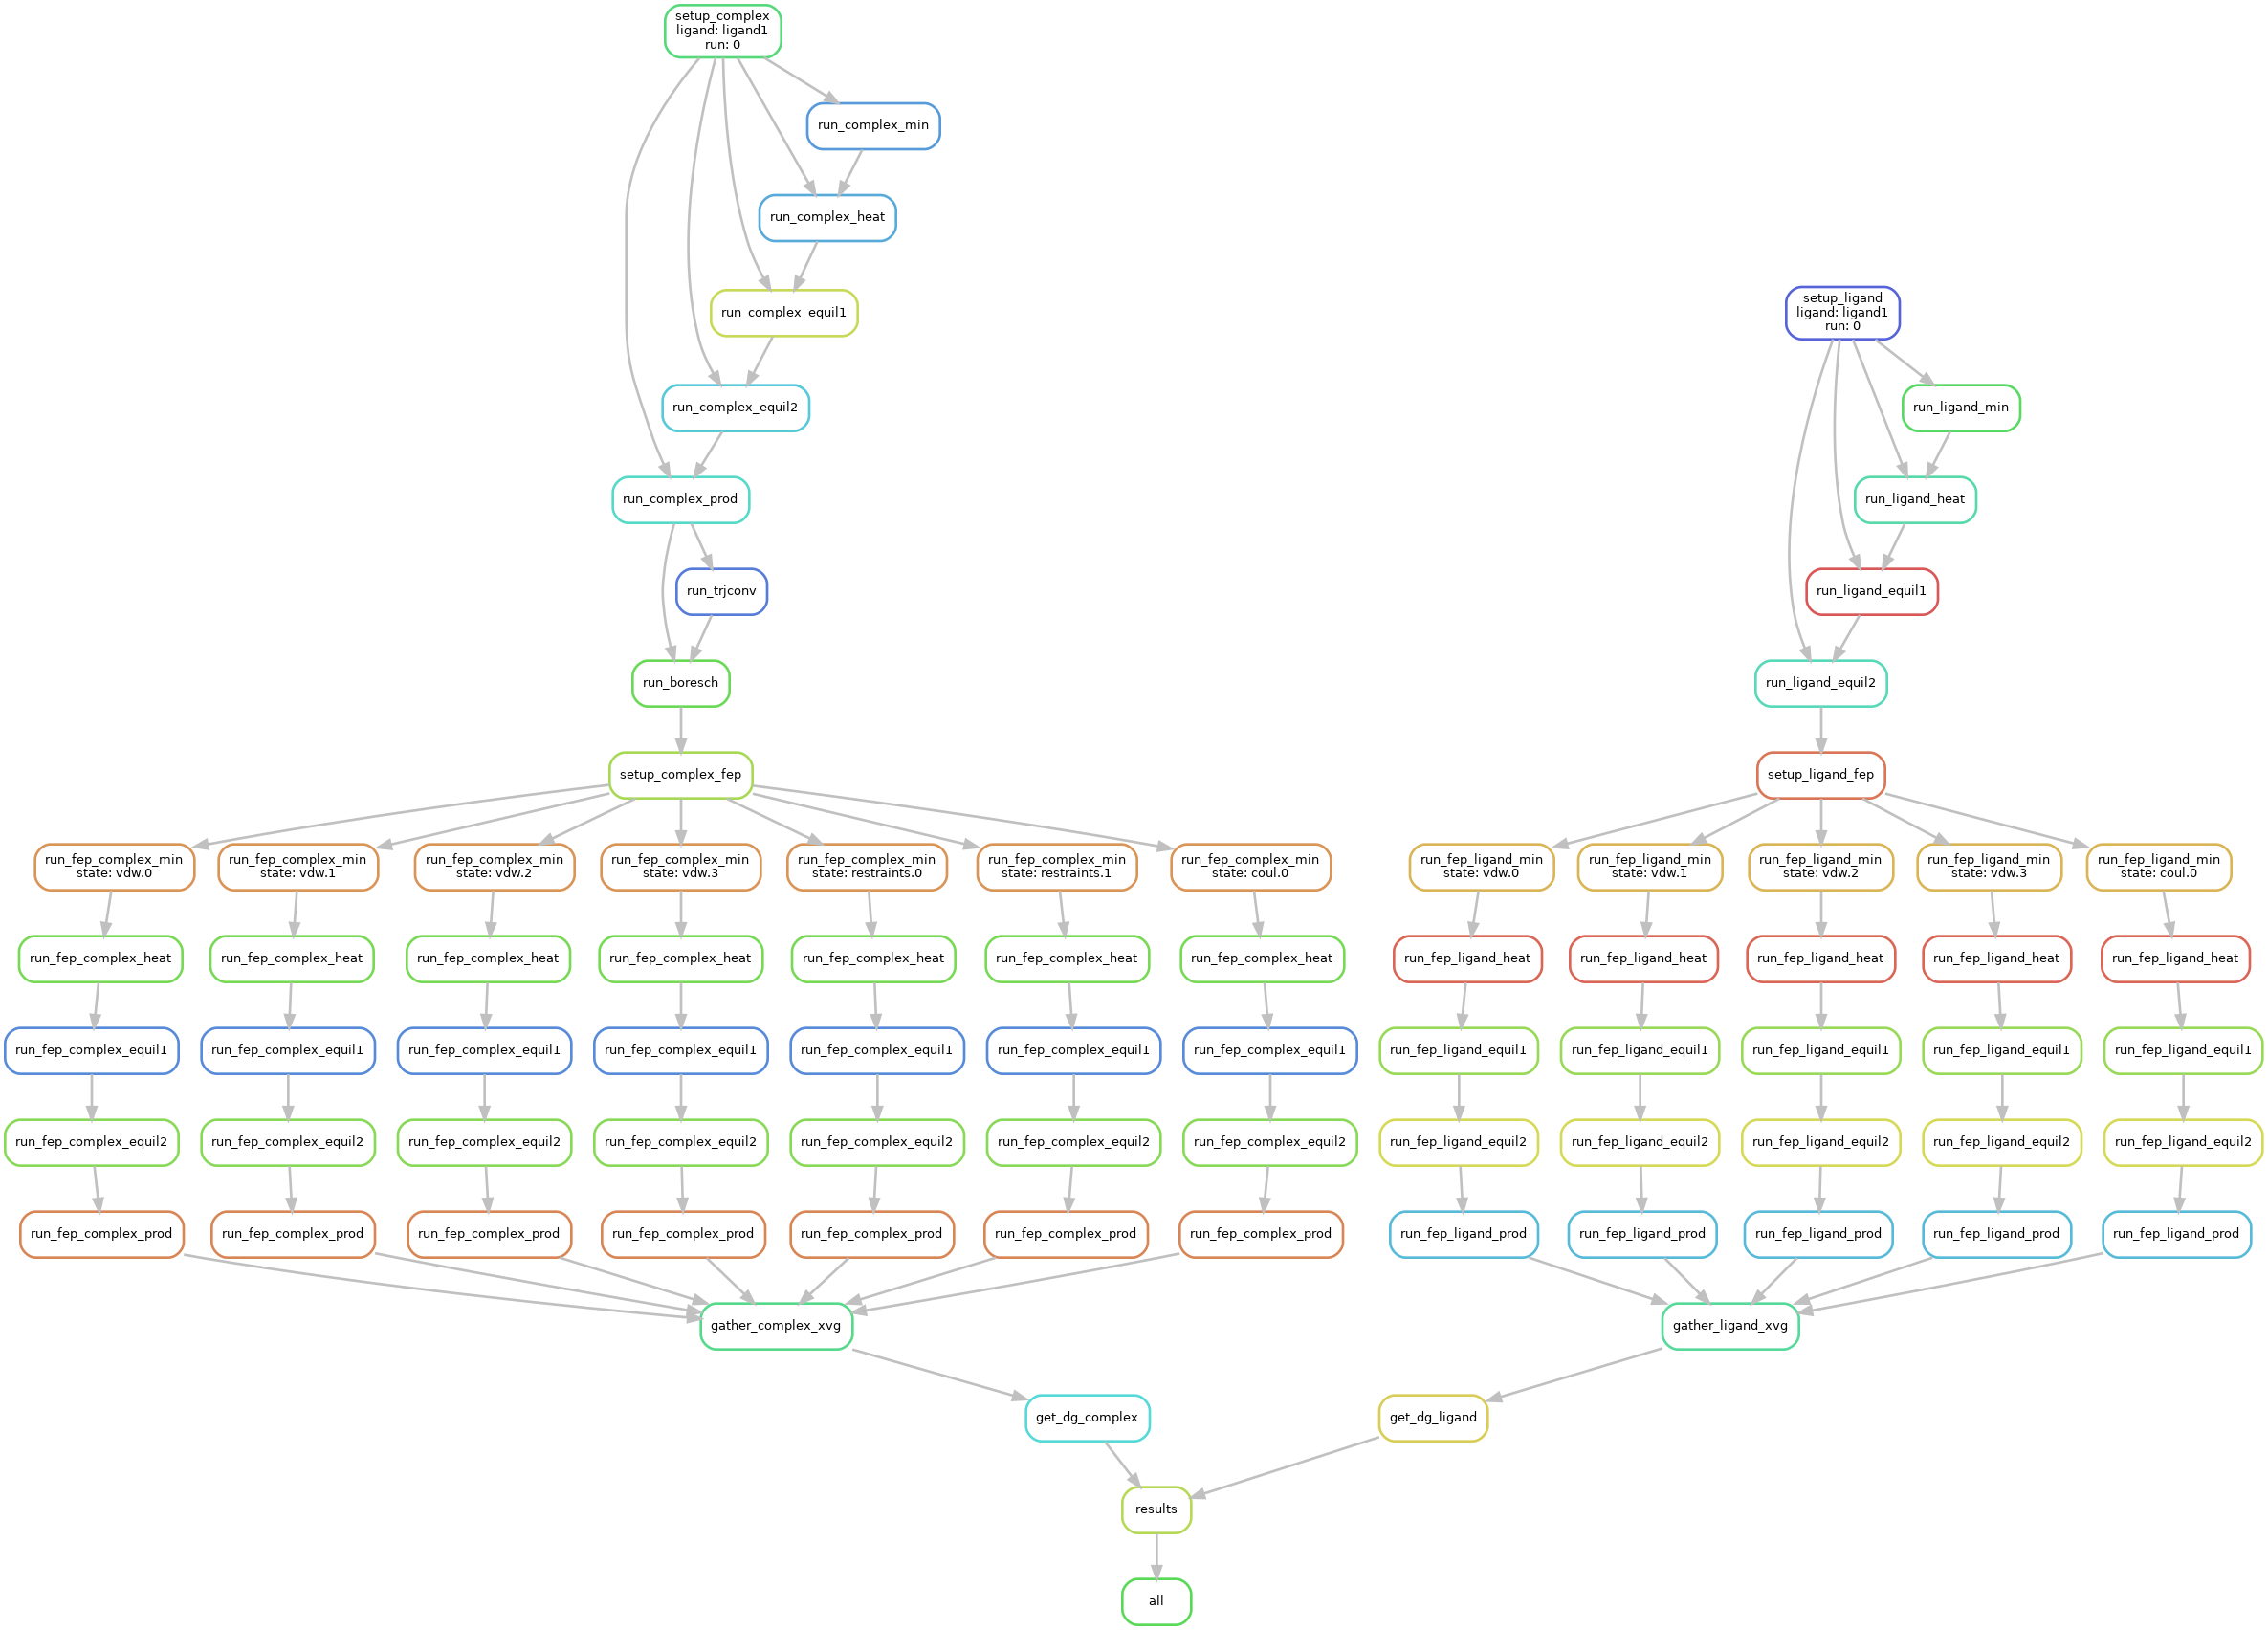 setup_complex
ligand: ligand1
run: 0
run_complex_min
run_complex_heat
run_complex_equil1
setup_ligand
ligand: ligand1
run: 0
run_complex_equil2
run_ligand_min
run_complex_prod
run_ligand_heat
run_trjconv
run_ligand_equil1
run_boresch
run_ligand_equil2
setup_complex_fep
setup_ligand_fep
run_fep_complex_min
state: vdw.0
run_fep_complex_min
state: vdw.1
run_fep_complex_min
state: vdw.2
run_fep_complex_min
state: vdw.3
run_fep_complex_min
state: restraints.0
run_fep_complex_min
state: restraints.1
run_fep_complex_min
state: coul.0
run_fep_ligand_min
state: vdw.0
run_fep_ligand_min
state: vdw.1
run_fep_ligand_min
state: vdw.2
run_fep_ligand_min
state: vdw.3
run_fep_ligand_min
state: coul.0
run_fep_complex_heat
run_fep_complex_heat
run_fep_complex_heat
run_fep_complex_heat
run_fep_complex_heat
run_fep_complex_heat
run_fep_complex_heat
run_fep_ligand_heat
run_fep_ligand_heat
run_fep_ligand_heat
run_fep_ligand_heat
run_fep_ligand_heat
run_fep_complex_equil1
run_fep_complex_equil1
run_fep_complex_equil1
run_fep_complex_equil1
run_fep_complex_equil1
run_fep_complex_equil1
run_fep_complex_equil1
run_fep_ligand_equil1
run_fep_ligand_equil1
run_fep_ligand_equil1
run_fep_ligand_equil1
run_fep_ligand_equil1
run_fep_complex_equil2
run_fep_complex_equil2
run_fep_complex_equil2
run_fep_complex_equil2
run_fep_complex_equil2
run_fep_complex_equil2
run_fep_complex_equil2
run_fep_ligand_equil2
run_fep_ligand_equil2
run_fep_ligand_equil2
run_fep_ligand_equil2
run_fep_ligand_equil2
run_fep_complex_prod
run_fep_complex_prod
run_fep_complex_prod
run_fep_complex_prod
run_fep_complex_prod
run_fep_complex_prod
run_fep_complex_prod
run_fep_ligand_prod
run_fep_ligand_prod
run_fep_ligand_prod
run_fep_ligand_prod
run_fep_ligand_prod
gather_complex_xvg
gather_ligand_xvg
get_dg_complex
get_dg_ligand
results
all